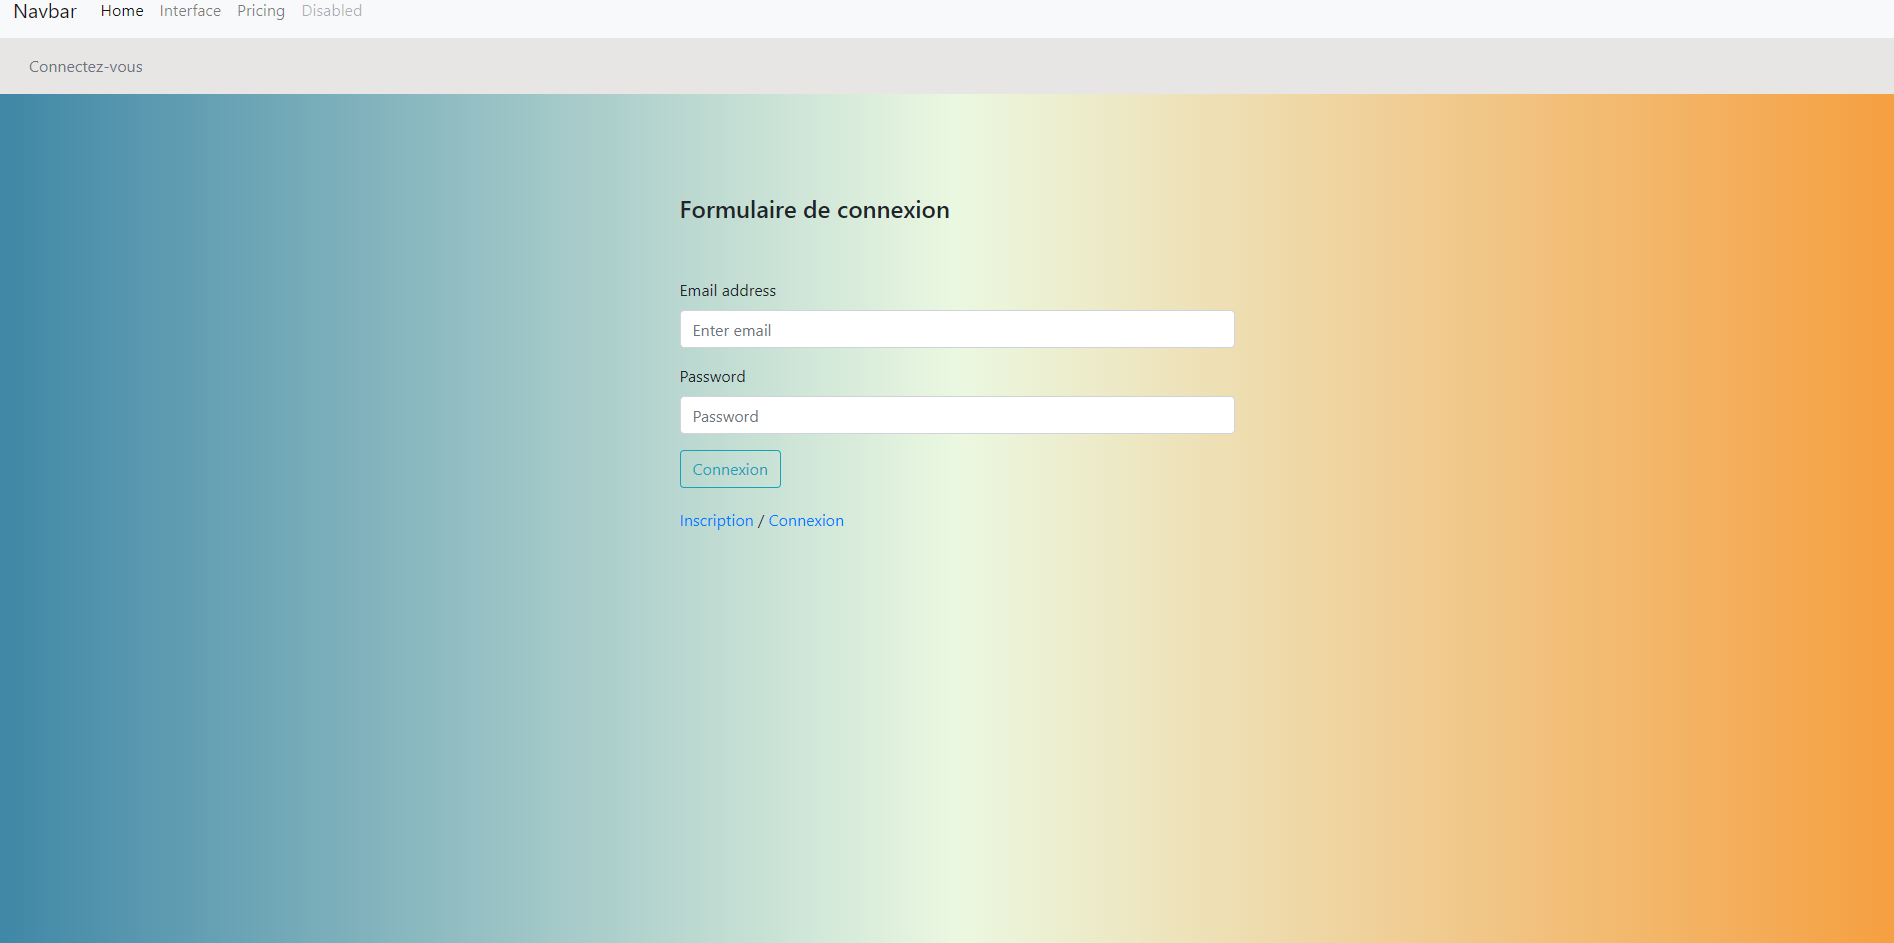 Navbar Home Interface Pricing Disabled
Connectez-vous
Formulaire de connexion
Email address
Enter email
Password
Password
Connexion
Inscription / Connexion